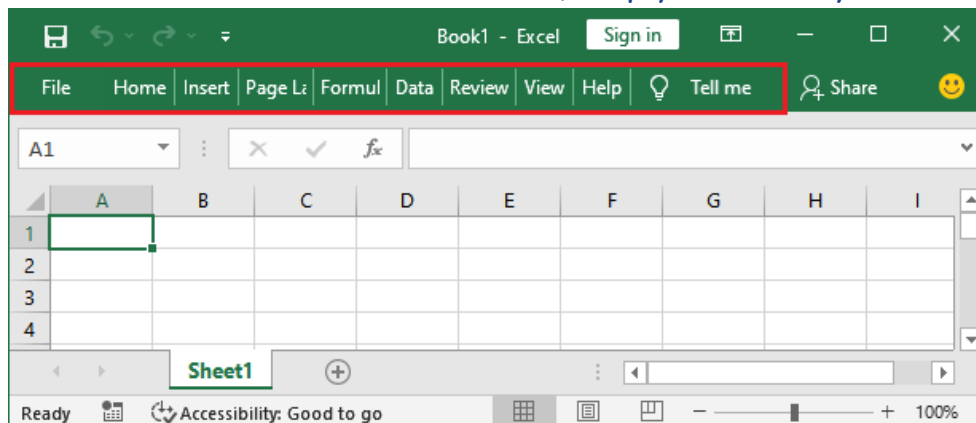 Book1 - Excel Sign in
File Home Insert Page La Formul Data Review View Help Tell me Share
A1 fx
A B C D E F G H I
1
2
3
4
Sheet1
Ready Accessibility: Good to go 100%